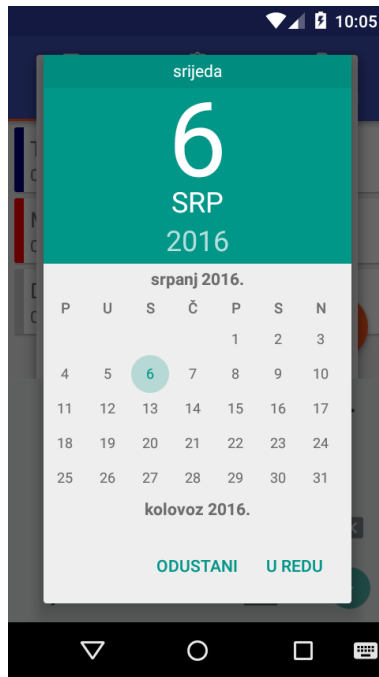 10:05
srijeda
6
SRP
2016
srpanj 2016.
P U S Č P S N
1 2 3
4 5 6 7 8 9 10
11 12 13 14 15 16 17
18 19 20 21 22 23 24
25 26 27 28 29 30 31
kolovoz 2016.
ODUSTANI U REDU